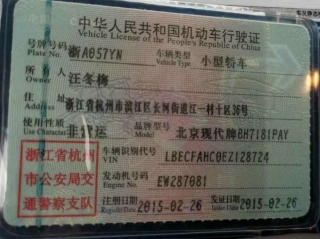 中华人民共和国机动车行驶证
Vehicle License of the People's Republic of China
号牌号码 浙A057YN 车辆类型 小型轿车
Plate No. Vehicle Type
所有人 汪冬梅
Owner
住址 浙江省杭州市滨江区长河街道江一村十区36号
Address
使用性质 非营运 品牌型号 北京现代牌BH7181PAY
Use Character Model
浙江省杭州
市公安局交
通警察支队
车辆识别代号 LBECFAHC0EZ128724
VIN
发动机号码 EW287081
Engine No.
注册日期 2015-02-26 发证日期 2015-02-26
Register Date Issue Date